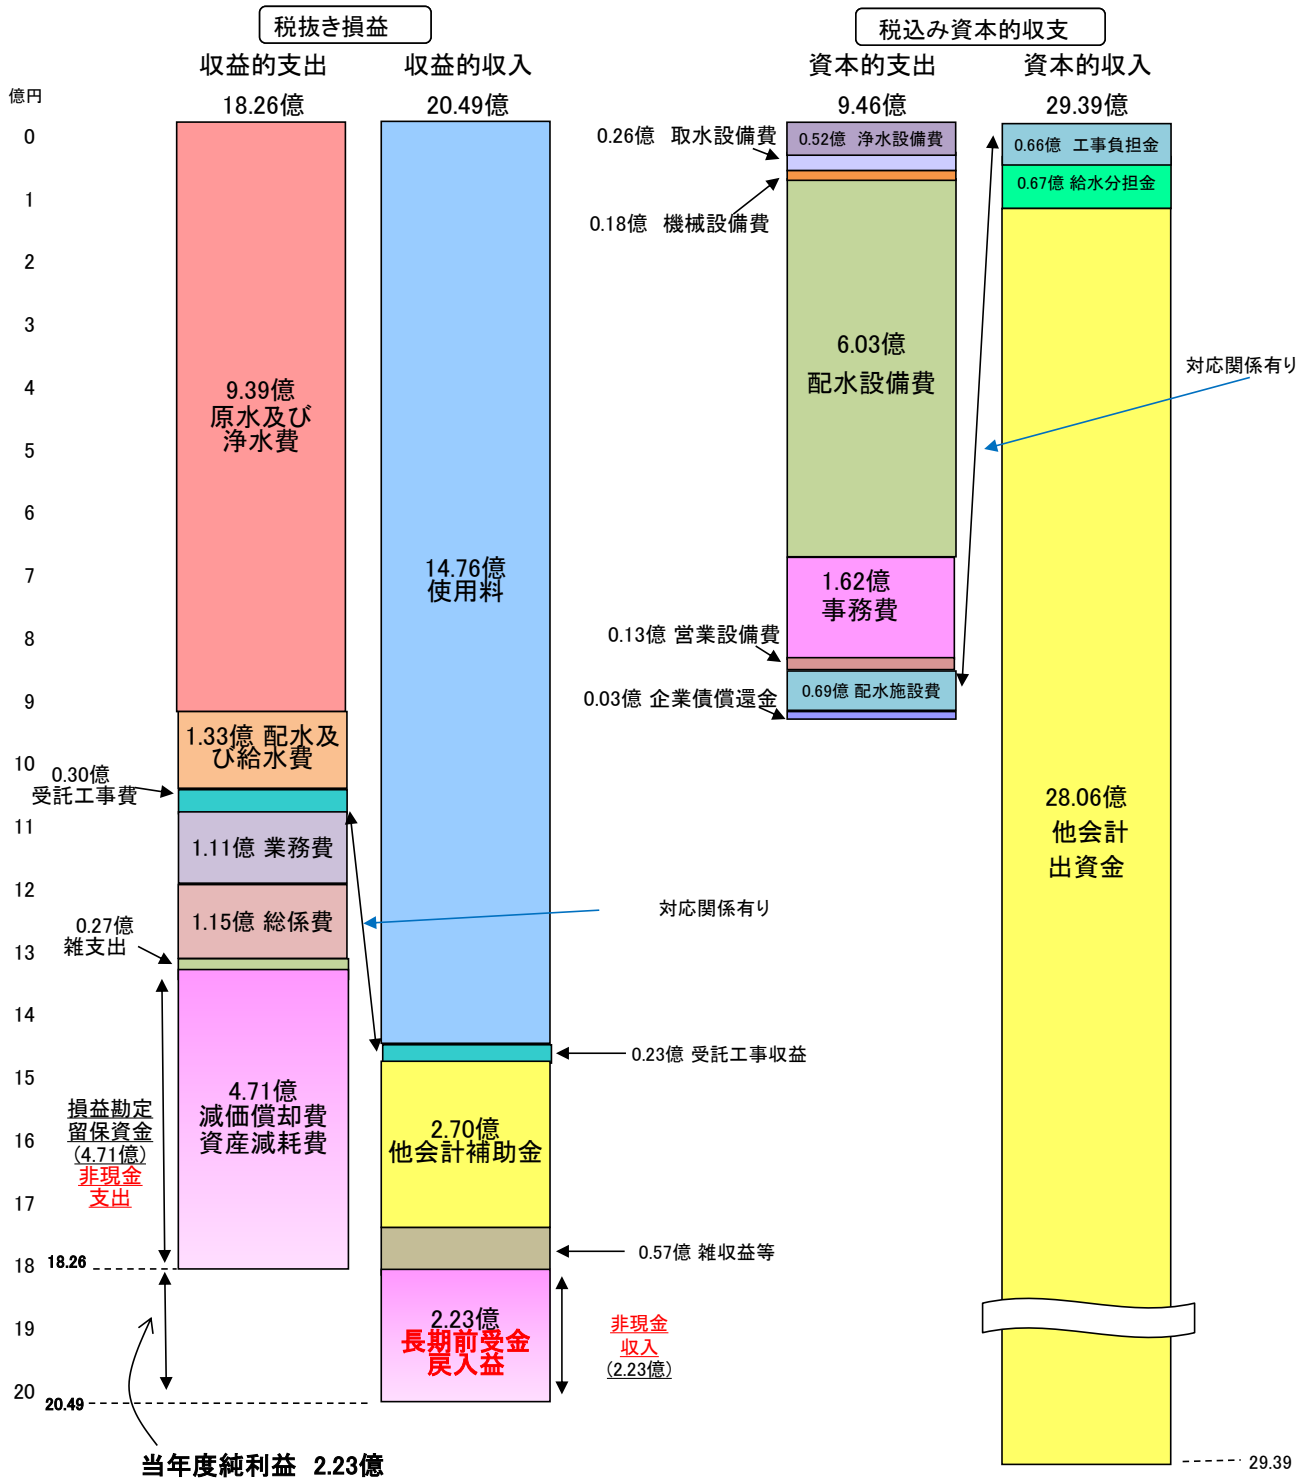 税抜き損益
税込み資本的収支
収益的支出
収益的収入
資本的支出
資本的収入
18.26億
20.49億
9.46億
29.39億
億円
0
1
2
3
4
5
6
7
8
9
10
11
12
13
14
15
16
17
18
19
20
9.39億
原水及び
浄水費
1.33億 配水及
び給水費
0.30億
受託工事費
1.11億 業務費
1.15億 総係費
0.27億
雑支出
4.71億
減価償却費
資産減耗費
損益勘定
留保資金
(4.71億)
非現金
支出
18.26
20.49
当年度純利益 2.23億
14.76億
使用料
対応関係有り
0.23億 受託工事収益
2.70億
他会計補助金
0.57億 雑収益等
2.23億
長期前受金
戻入益
非現金
収入
(2.23億)
0.52億 浄水設備費
0.26億 取水設備費
0.18億 機械設備費
6.03億
配水設備費
1.62億
事務費
0.13億 営業設備費
0.69億 配水施設費
0.03億 企業債償還金
0.66億 工事負担金
0.67億 給水分担金
対応関係有り
28.06億
他会計
出資金
29.39